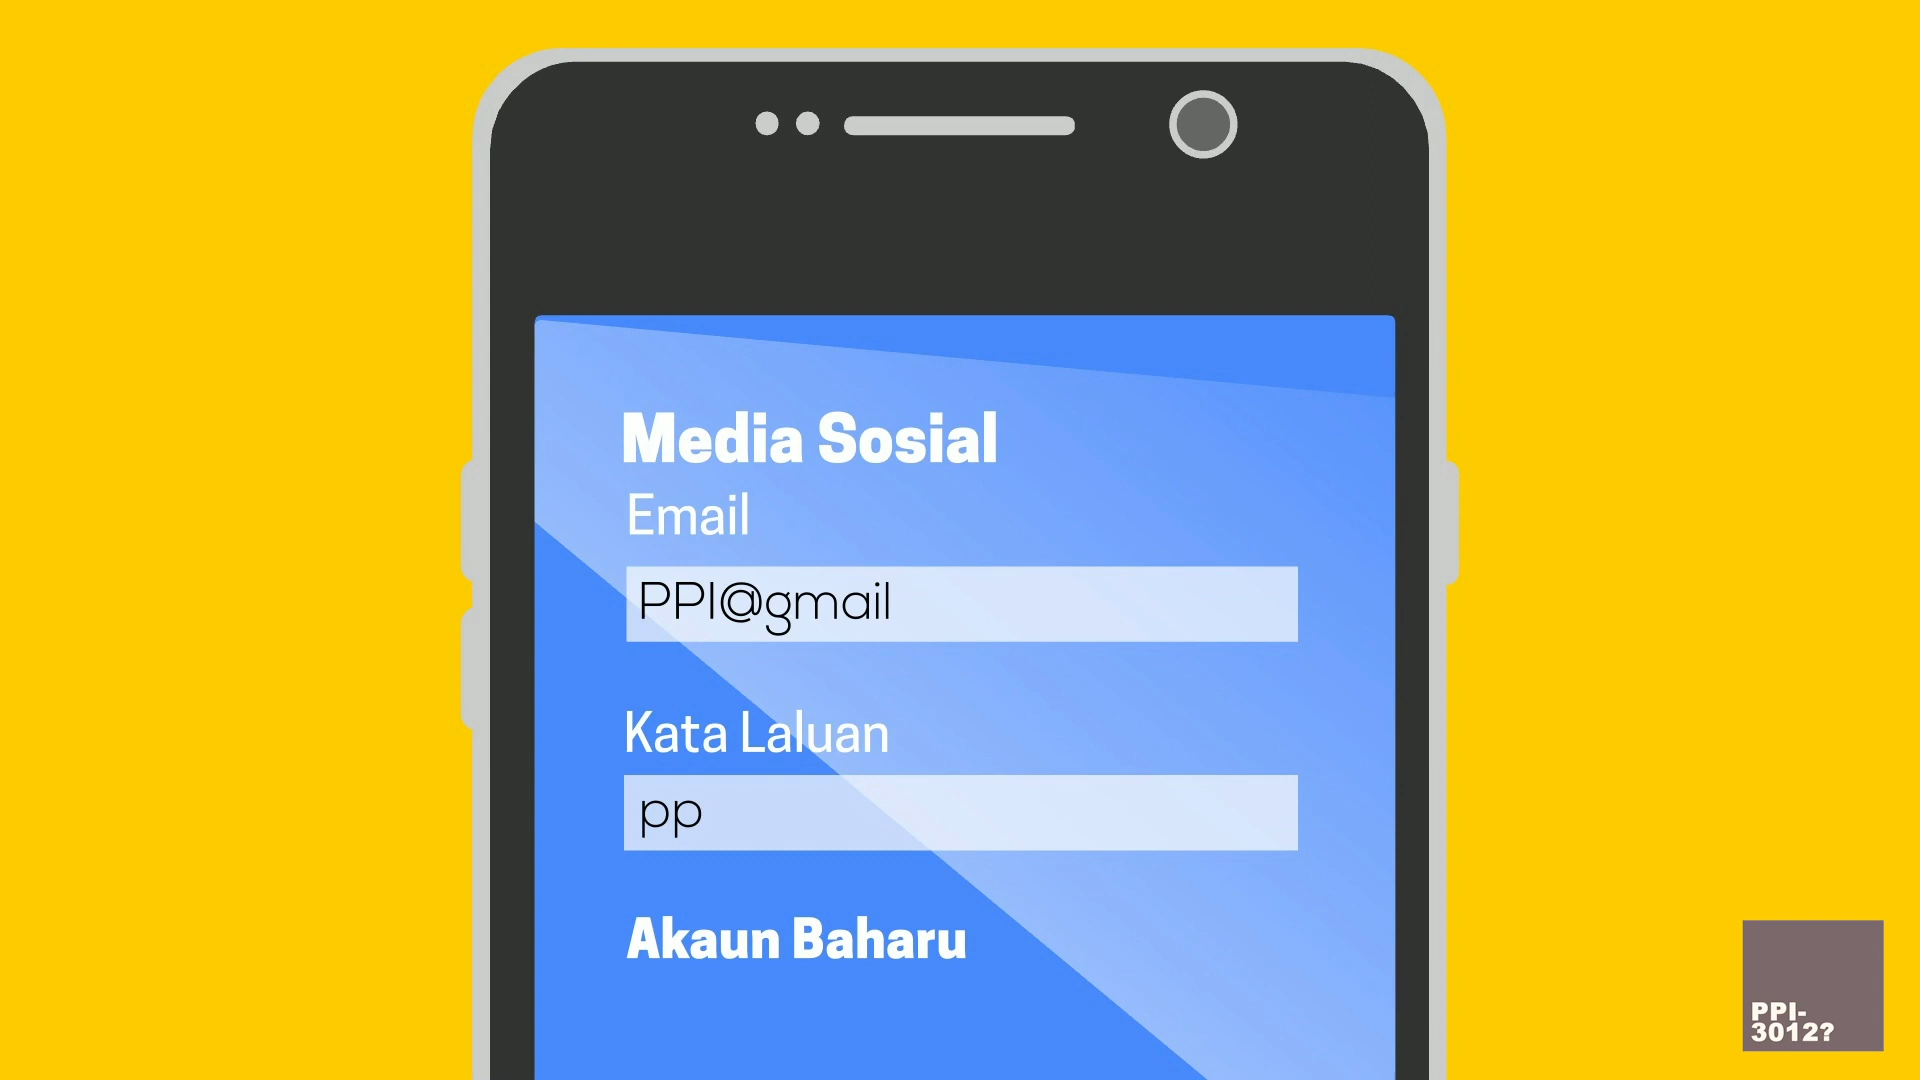 Media Sosial
Email
PPI@gmail
Kata Laluan
pp
Akaun Baharu
PPI-
3012?